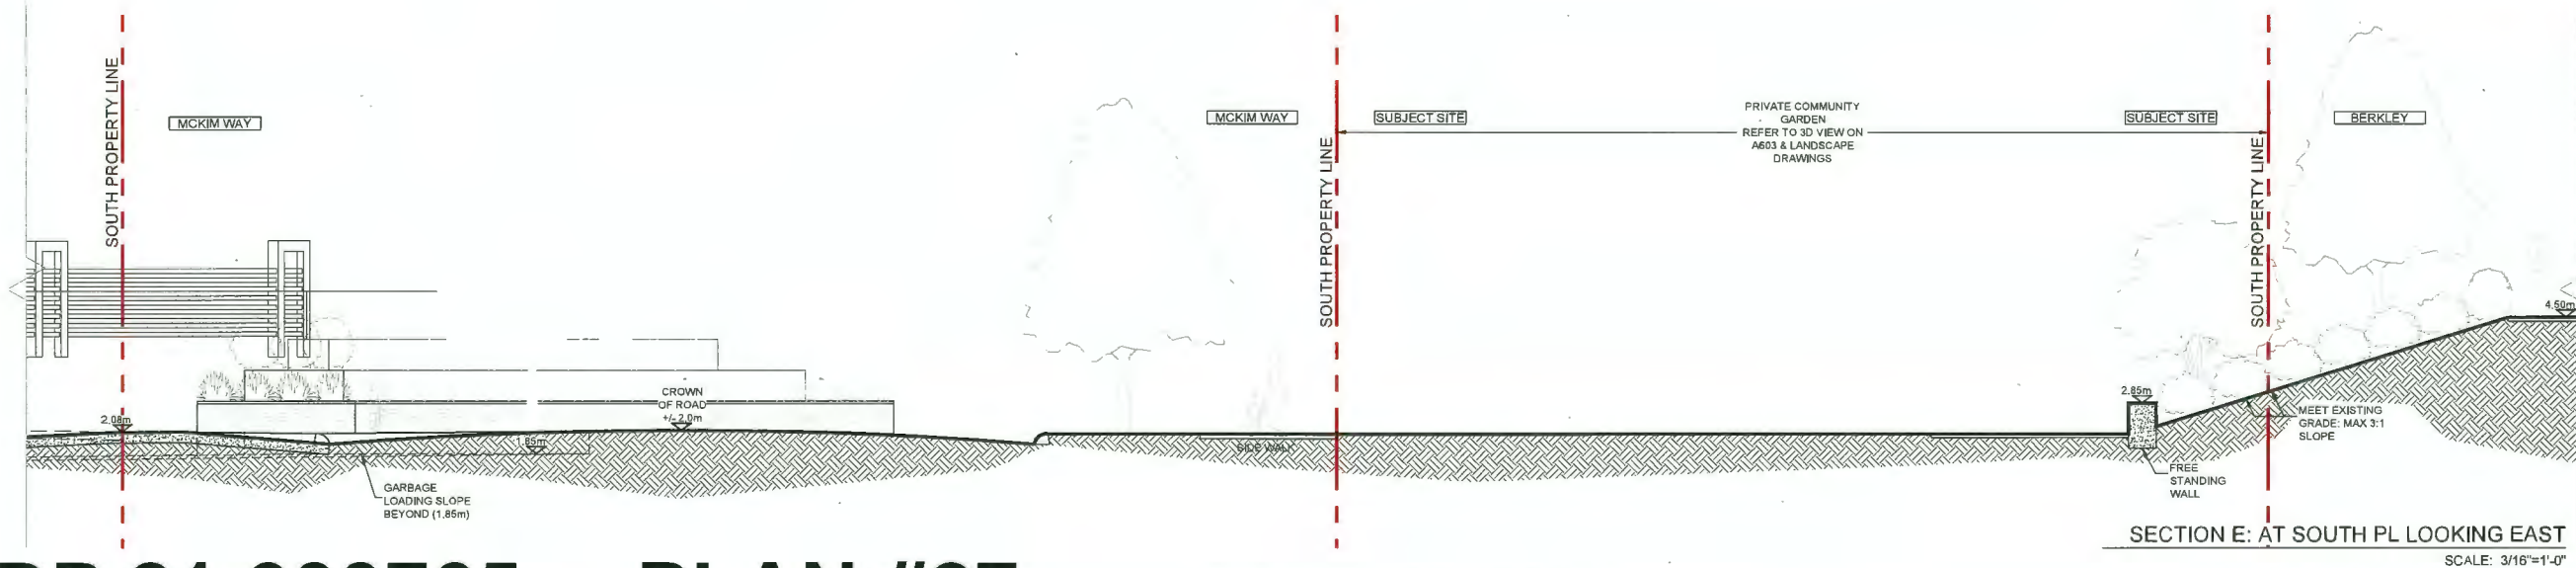 SOUTH PROPERTY LINE
MCKIM WAY
MCKIM WAY
SOUTH PROPERTY LINE
SUBJECT SITE
PRIVATE COMMUNITY
GARDEN
REFER TO 3D VIEW ON
A603 & LANDSCAPE
DRAWINGS
SUBJECT SITE
SOUTH PROPERTY LINE
BERKLEY
4.50m
2.08m
CROWN
OF ROAD
+/- 2.0m
1.85m
GARBAGE
LOADING SLOPE
BEYOND (1.85m)
SIDE WALK
2.85m
MEET EXISTING
GRADE: MAX 3:1
SLOPE
FREE
STANDING
WALL
SECTION E: AT SOUTH PL LOOKING EAST
SCALE: 3/16"=1'-0"
PLAN